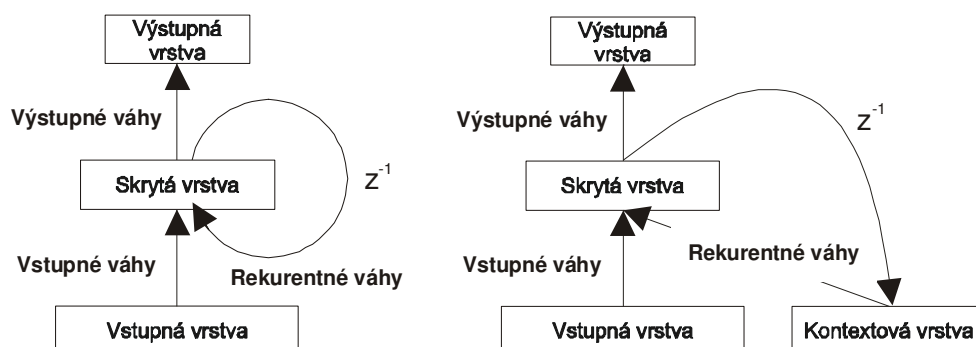 Výstupná
vrstva
Výstupné váhy
z⁻¹
Skrytá vrstva
Vstupné váhy
Rekurentné váhy
Vstupná vrstva
Výstupná
vrstva
Výstupné váhy
z⁻¹
Skrytá vrstva
Rekurentné váhy
Vstupné váhy
Vstupná vrstva
Kontextová vrstva